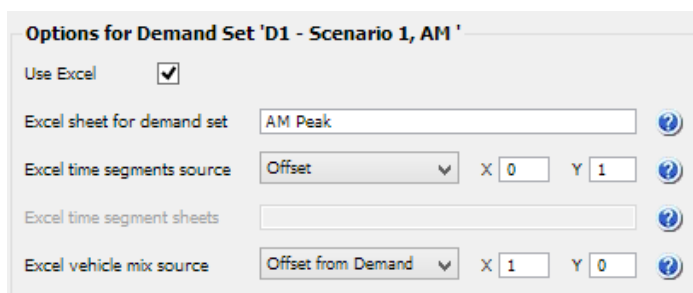 Options for Demand Set 'D1 - Scenario 1, AM '
Use Excel
Excel sheet for demand set AM Peak ?
Excel time segments source Offset X 0 Y 1 ?
Excel time segment sheets ?
Excel vehicle mix source Offset from Demand X 1 Y 0 ?